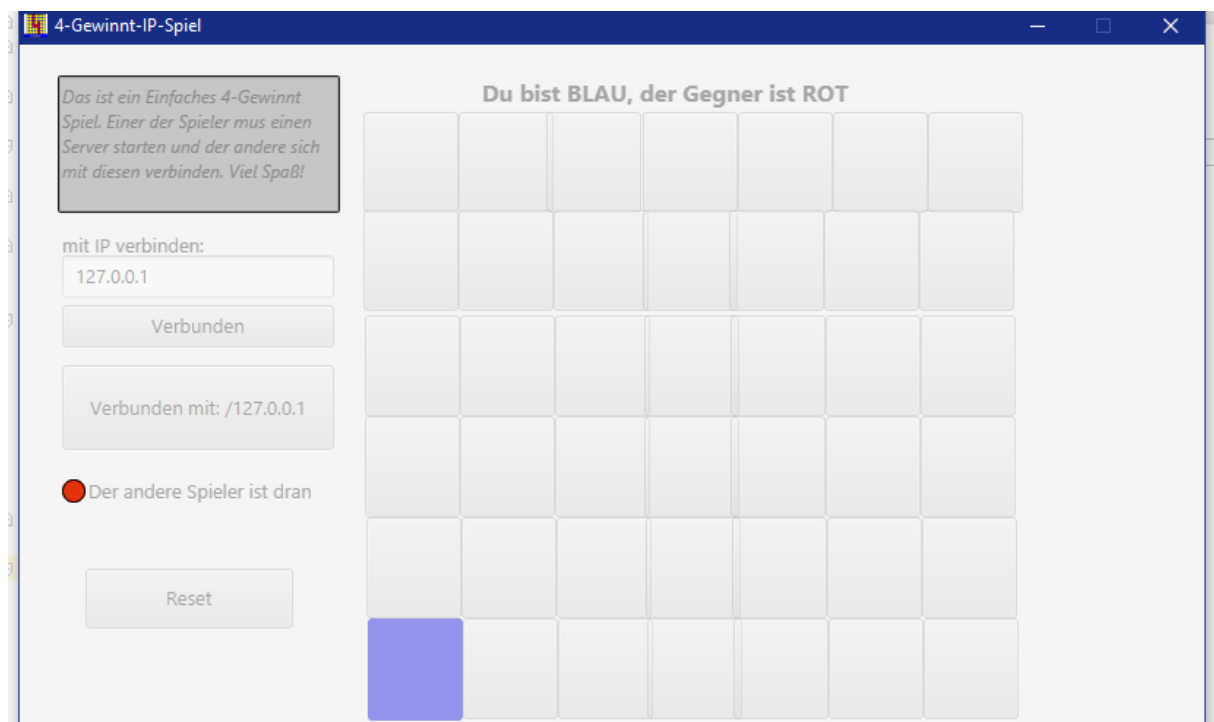 4-Gewinnt-IP-Spiel
Das ist ein Einfaches 4-Gewinnt
Spiel. Einer der Spieler mus einen
Server starten und der andere sich
mit diesen verbinden. Viel Spaß!
Du bist BLAU, der Gegner ist ROT
mit IP verbinden:
127.0.0.1
Verbunden
Verbunden mit: /127.0.0.1
Der andere Spieler ist dran
Reset